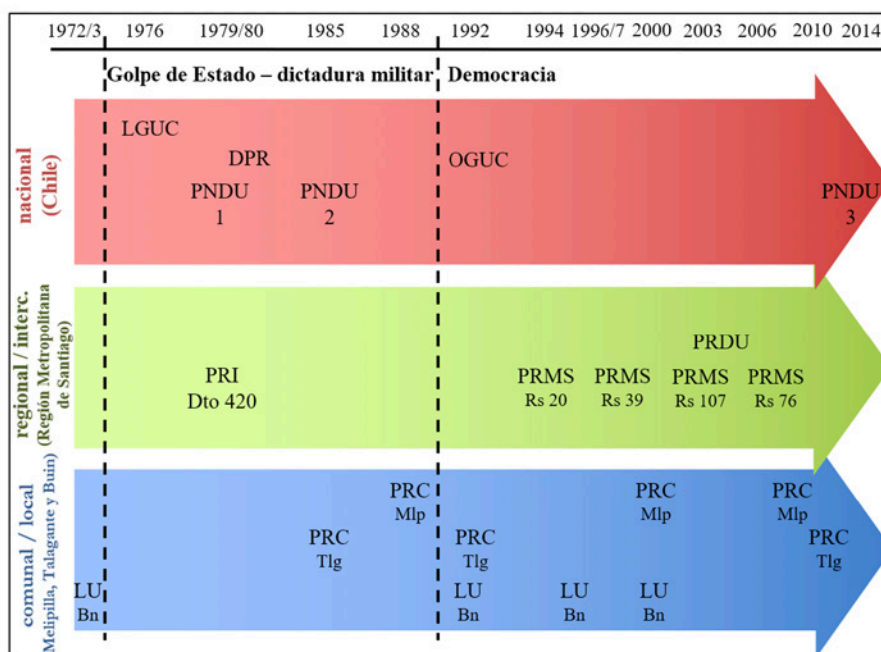 1972/3 1976 1979/80 1985 1988 1992 1994 1996/7 2000 2003 2006 2010 2014
Golpe de Estado – dictadura militar Democracia
nacional
(Chile)
LGUC
DPR OGUC
PNDU PNDU PNDU
1 2 3
regional / interc.
(Región Metropolitana
de Santiago)
PRDU
PRI PRMS PRMS PRMS PRMS
Dto 420 Rs 20 Rs 39 Rs 107 Rs 76
comunal / local
Melipilla, Talagante y Buin)
PRC PRC PRC
Mlp Mlp Mlp
PRC PRC PRC
Tlg Tlg Tlg
LU LU LU LU
Bn Bn Bn Bn